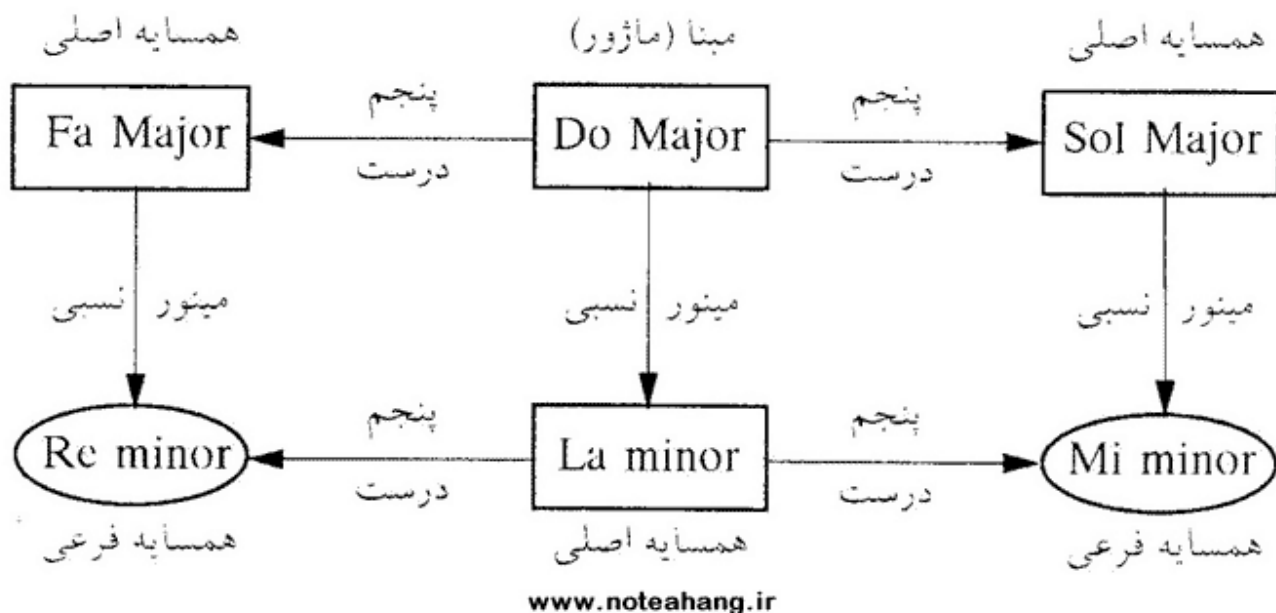 همسایه اصلی
مبنا (ماژور)
همسایه اصلی
Fa Major
پنجم
درست
Do Major
پنجم
درست
Sol Major
مینور نسبی
مینور نسبی
مینور نسبی
Re minor
پنجم
درست
La minor
پنجم
درست
Mi minor
همسایه فرعی
همسایه اصلی
همسایه فرعی
www.noteahang.ir